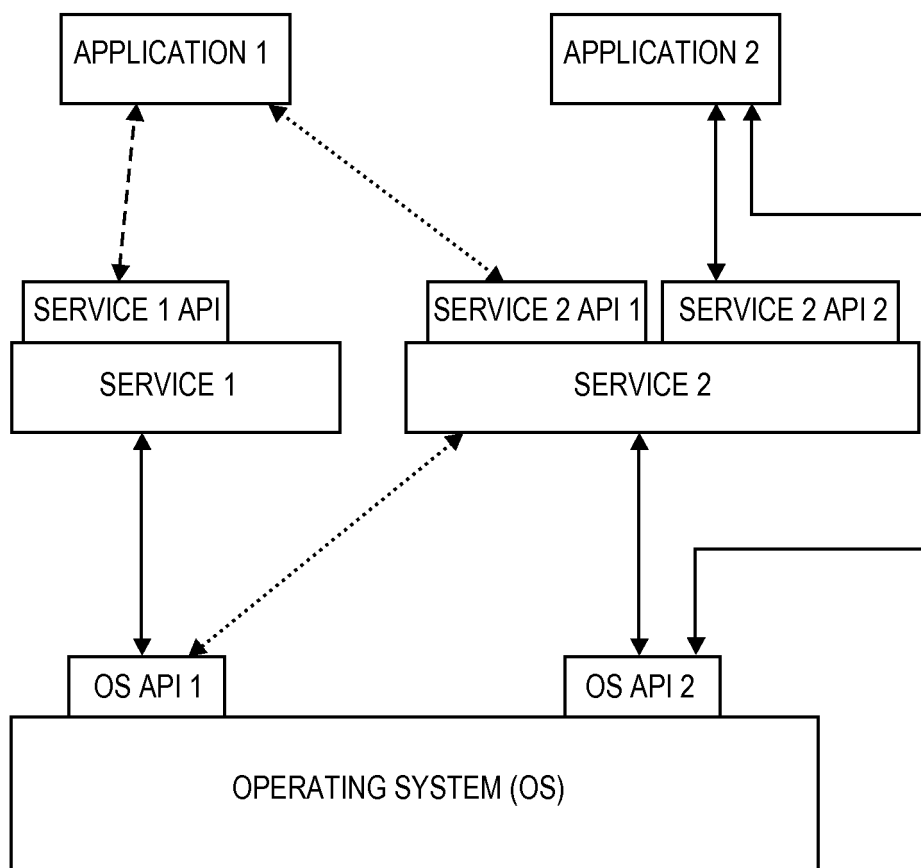 APPLICATION 1
APPLICATION 2
SERVICE 1 API
SERVICE 2 API 1
SERVICE 2 API 2
SERVICE 1
SERVICE 2
OS API 1
OS API 2
OPERATING SYSTEM (OS)